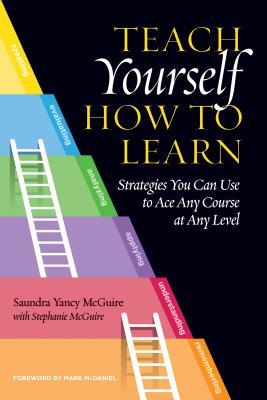 TEACH
Yourself
HOW TO
LEARN
Strategies You Can Use
to Ace Any Course
at Any Level
creating
evaluating
analyzing
applying
understanding
remembering
Saundra Yancy McGuire
with Stephanie McGuire
FOREWORD BY MARK MCDANIEL